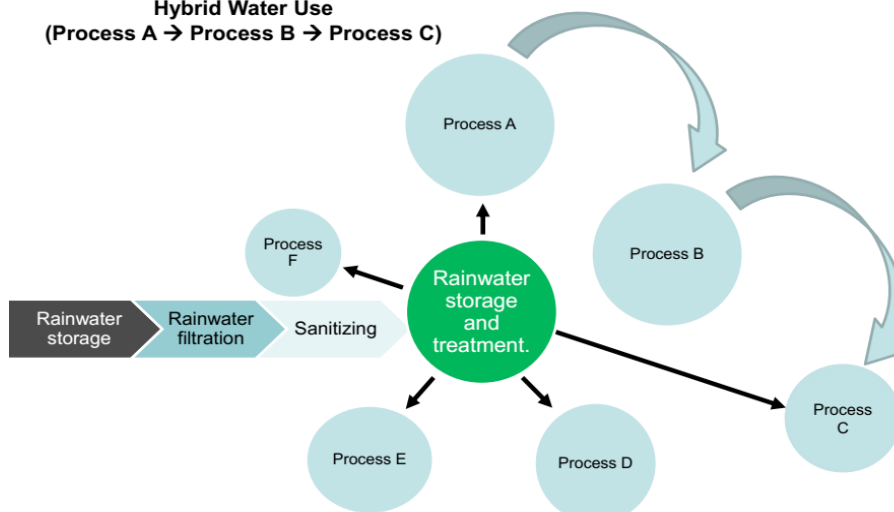 Hybrid Water Use
(Process A → Process B → Process C)
Process A
Process B
Process
F
Rainwater
storage
and
treatment.
Rainwater
storage
Rainwater
filtration
Sanitizing
Process
C
Process E
Process D